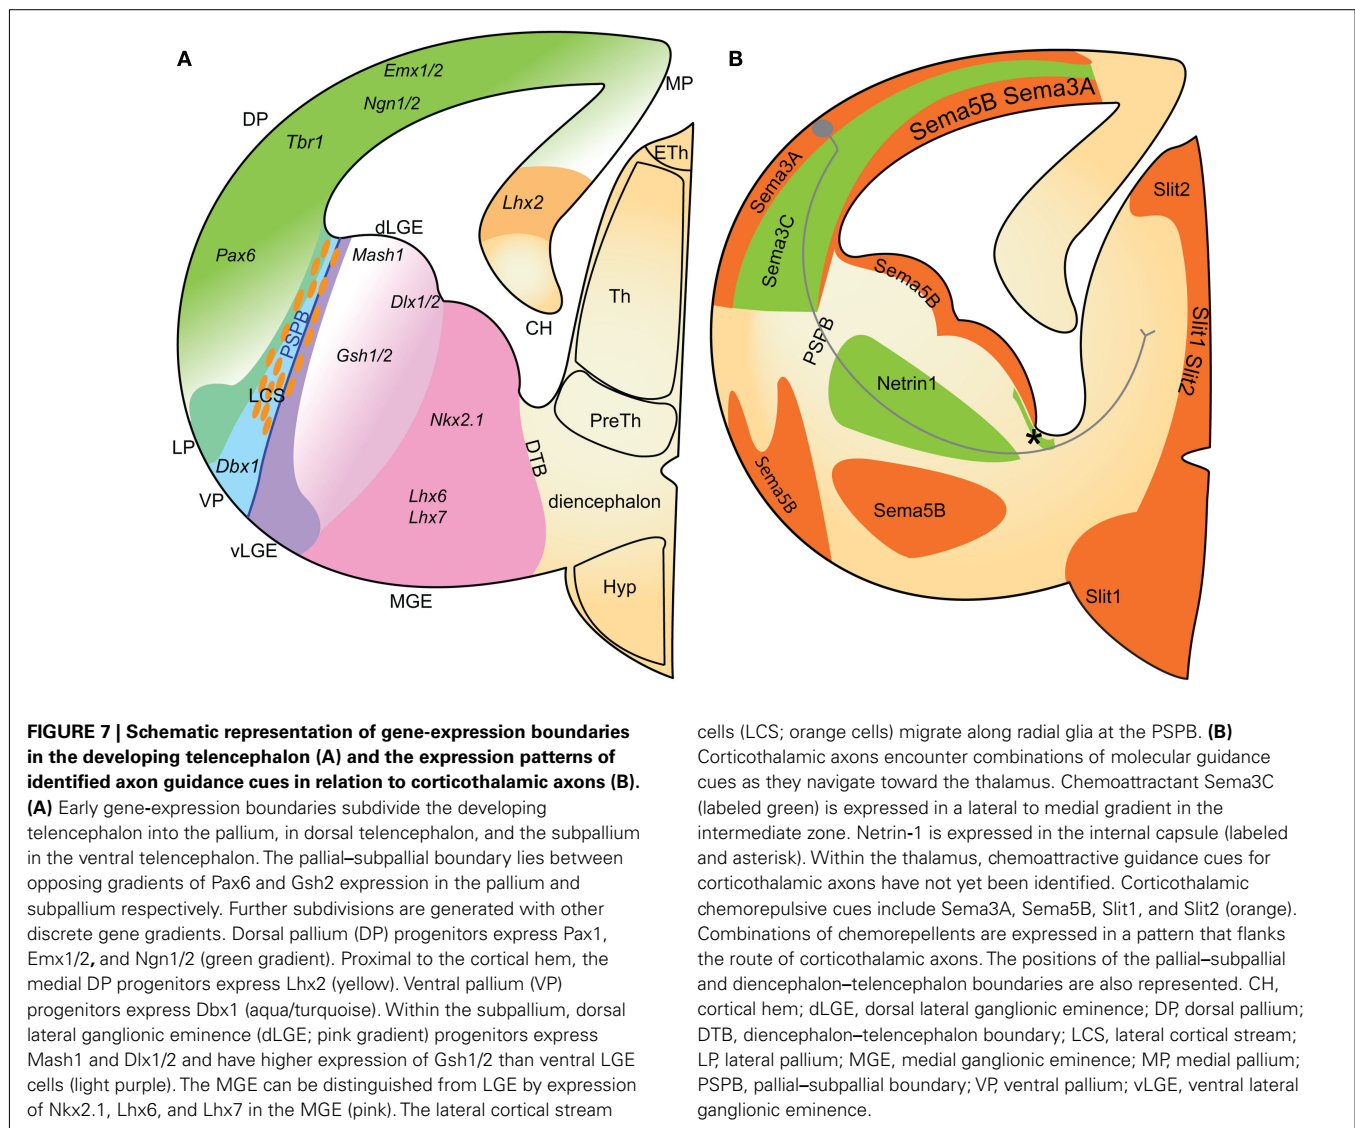 A
Emx1/2
Ngn1/2
MP
DP
Tbr1
ETh
Lhx2
dLGE
Pax6
Mash1
Dlx1/2
Th
CH
PSPB
Gsh1/2
LCS
Nkx2.1
PreTh
LP
DTB
Dbx1
VP
Lhx6
Lhx7
diencephalon
vLGE
Hyp
MGE
B
Sema5B Sema3A
Sema3A
Slit2
Sema3C
Sema5B
Slit1 Slit2
PSPB
Netrin1
*
Sema5B
Sema5B
Slit1
FIGURE 7 | Schematic representation of gene-expression boundaries
in the developing telencephalon (A) and the expression patterns of
identified axon guidance cues in relation to corticothalamic axons (B).
(A) Early gene-expression boundaries subdivide the developing
telencephalon into the pallium, in dorsal telencephalon, and the subpallium
in the ventral telencephalon. The pallial–subpallial boundary lies between
opposing gradients of Pax6 and Gsh2 expression in the pallium and
subpallium respectively. Further subdivisions are generated with other
discrete gene gradients. Dorsal pallium (DP) progenitors express Pax1,
Emx1/2, and Ngn1/2 (green gradient). Proximal to the cortical hem, the
medial DP progenitors express Lhx2 (yellow). Ventral pallium (VP)
progenitors express Dbx1 (aqua/turquoise). Within the subpallium, dorsal
lateral ganglionic eminence (dLGE; pink gradient) progenitors express
Mash1 and Dlx1/2 and have higher expression of Gsh1/2 than ventral LGE
cells (light purple). The MGE can be distinguished from LGE by expression
of Nkx2.1, Lhx6, and Lhx7 in the MGE (pink). The lateral cortical stream
cells (LCS; orange cells) migrate along radial glia at the PSPB. (B)
Corticothalamic axons encounter combinations of molecular guidance
cues as they navigate toward the thalamus. Chemoattractant Sema3C
(labeled green) is expressed in a lateral to medial gradient in the
intermediate zone. Netrin-1 is expressed in the internal capsule (labeled
and asterisk). Within the thalamus, chemoattractive guidance cues for
corticothalamic axons have not yet been identified. Corticothalamic
chemorepulsive cues include Sema3A, Sema5B, Slit1, and Slit2 (orange).
Combinations of chemorepellents are expressed in a pattern that flanks
the route of corticothalamic axons. The positions of the pallial–subpallial
and diencephalon–telencephalon boundaries are also represented. CH,
cortical hem; dLGE, dorsal lateral ganglionic eminence; DP, dorsal pallium;
DTB, diencephalon–telencephalon boundary; LCS, lateral cortical stream;
LP, lateral pallium; MGE, medial ganglionic eminence; MP, medial pallium;
PSPB, pallial–subpallial boundary; VP, ventral pallium; vLGE, ventral lateral
ganglionic eminence.